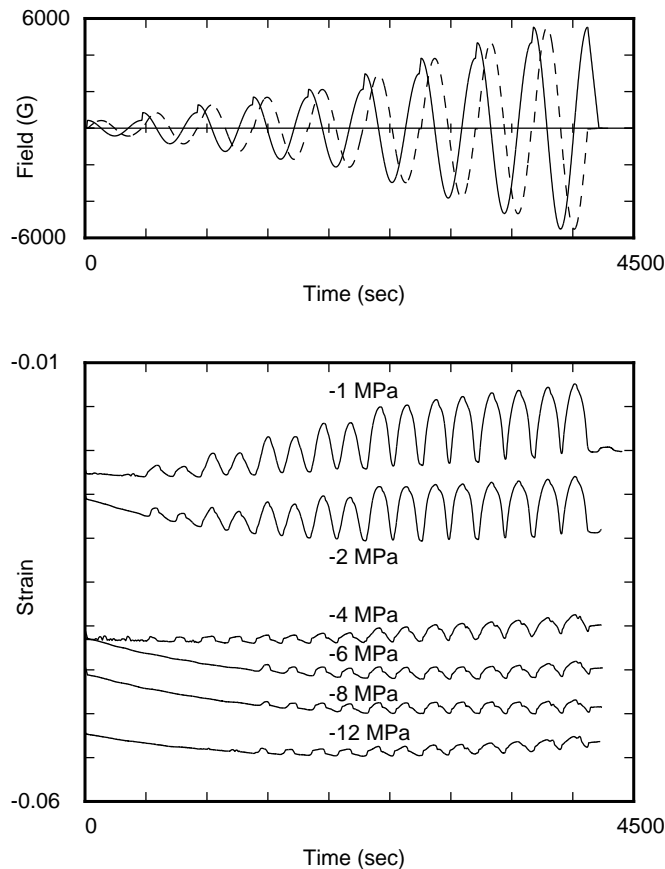 6000
Field (G)
-6000
0 4500
Time (sec)
-0.01
-1 MPa
-2 MPa
Strain
-4 MPa
-6 MPa
-8 MPa
-12 MPa
-0.06
0 4500
Time (sec)